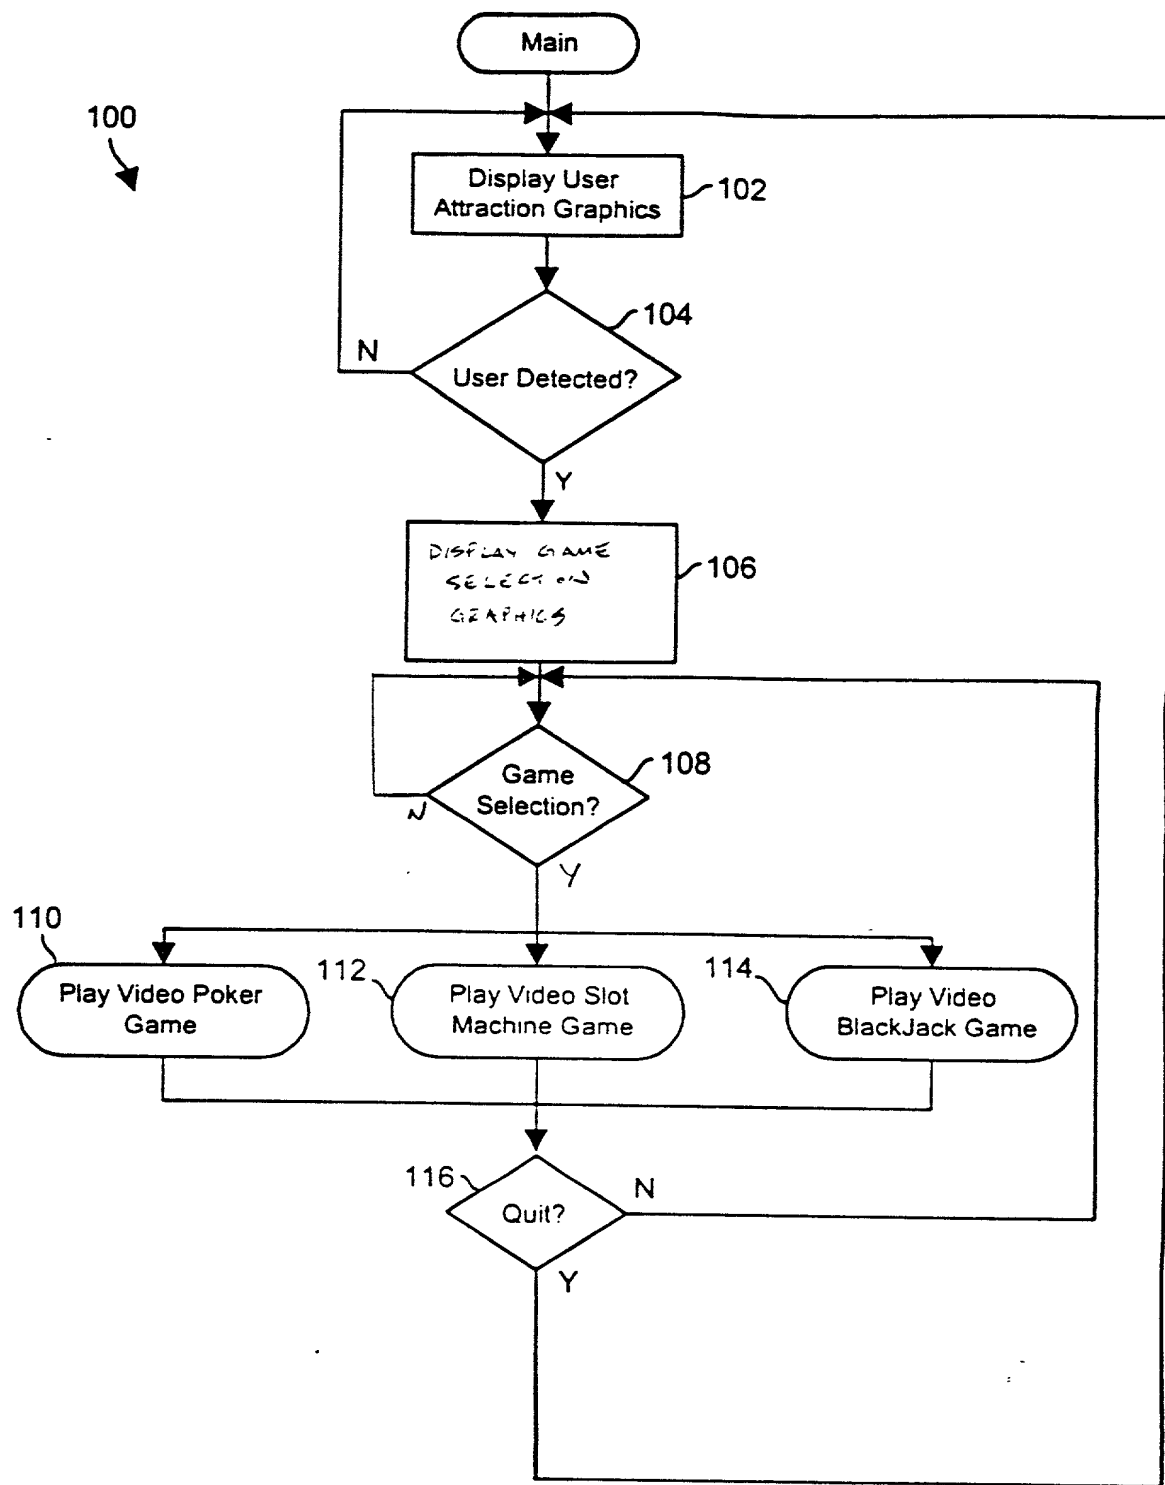 Main
100
Display User
Attraction Graphics
102
104
User Detected?
N
Y
DISPLAY GAME
SELECTION
GRAPHICS
106
108
Game
Selection?
N
Y
110
Play Video Poker
Game
112
Play Video Slot
Machine Game
114
Play Video
BlackJack Game
116
Quit?
N
Y